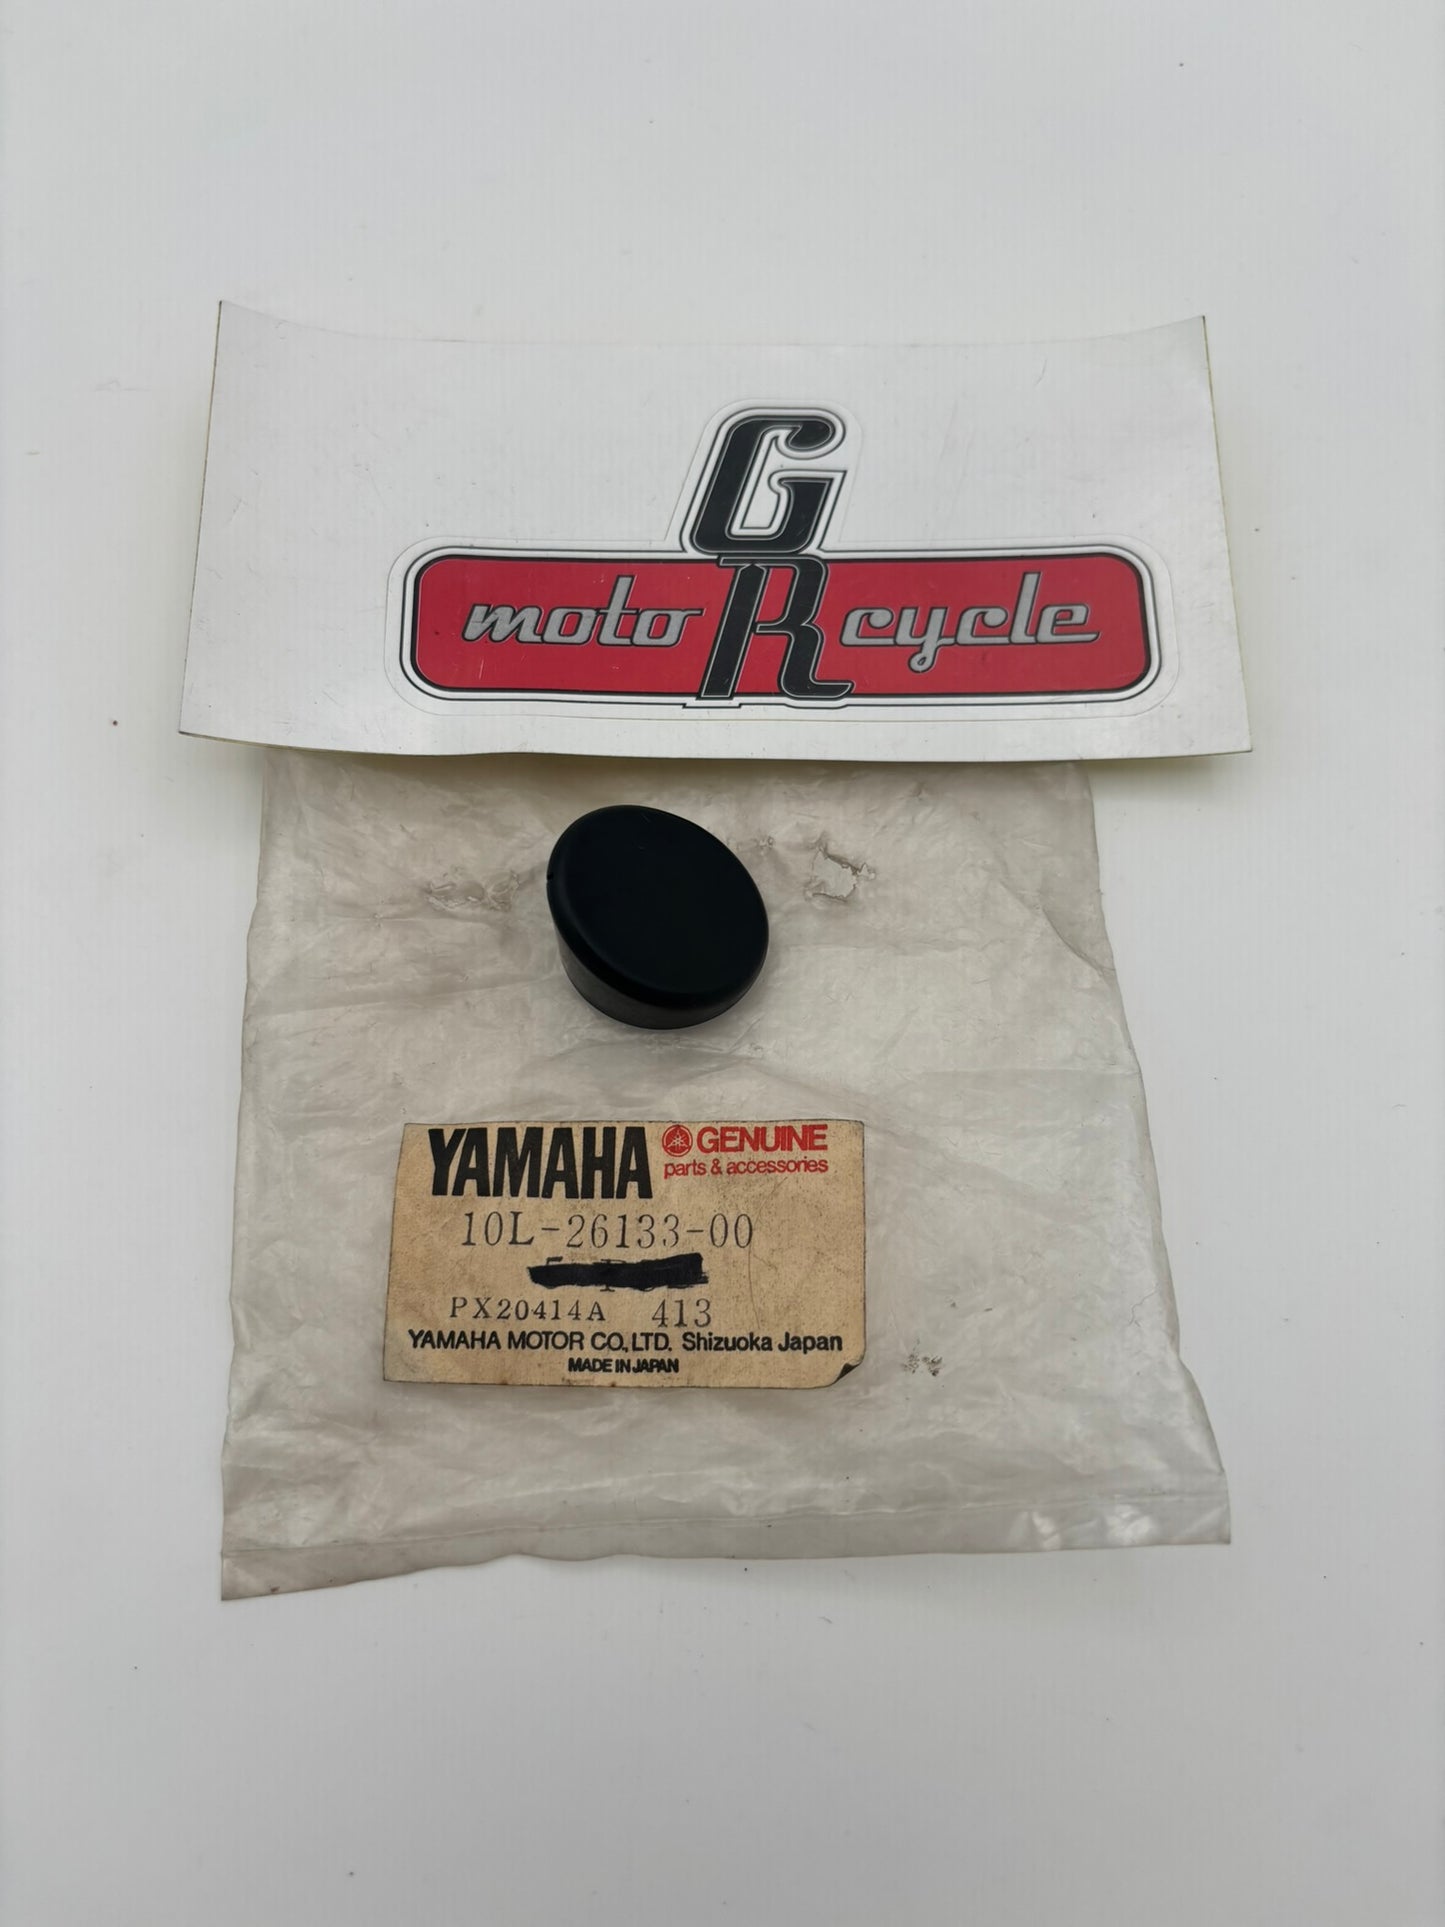 GR
moto cycle
YAMAHA GENUINE
parts & accessories
10L-26133-00
PX20414A 413
YAMAHA MOTOR CO.,LTD. Shizuoka Japan
MADE IN JAPAN